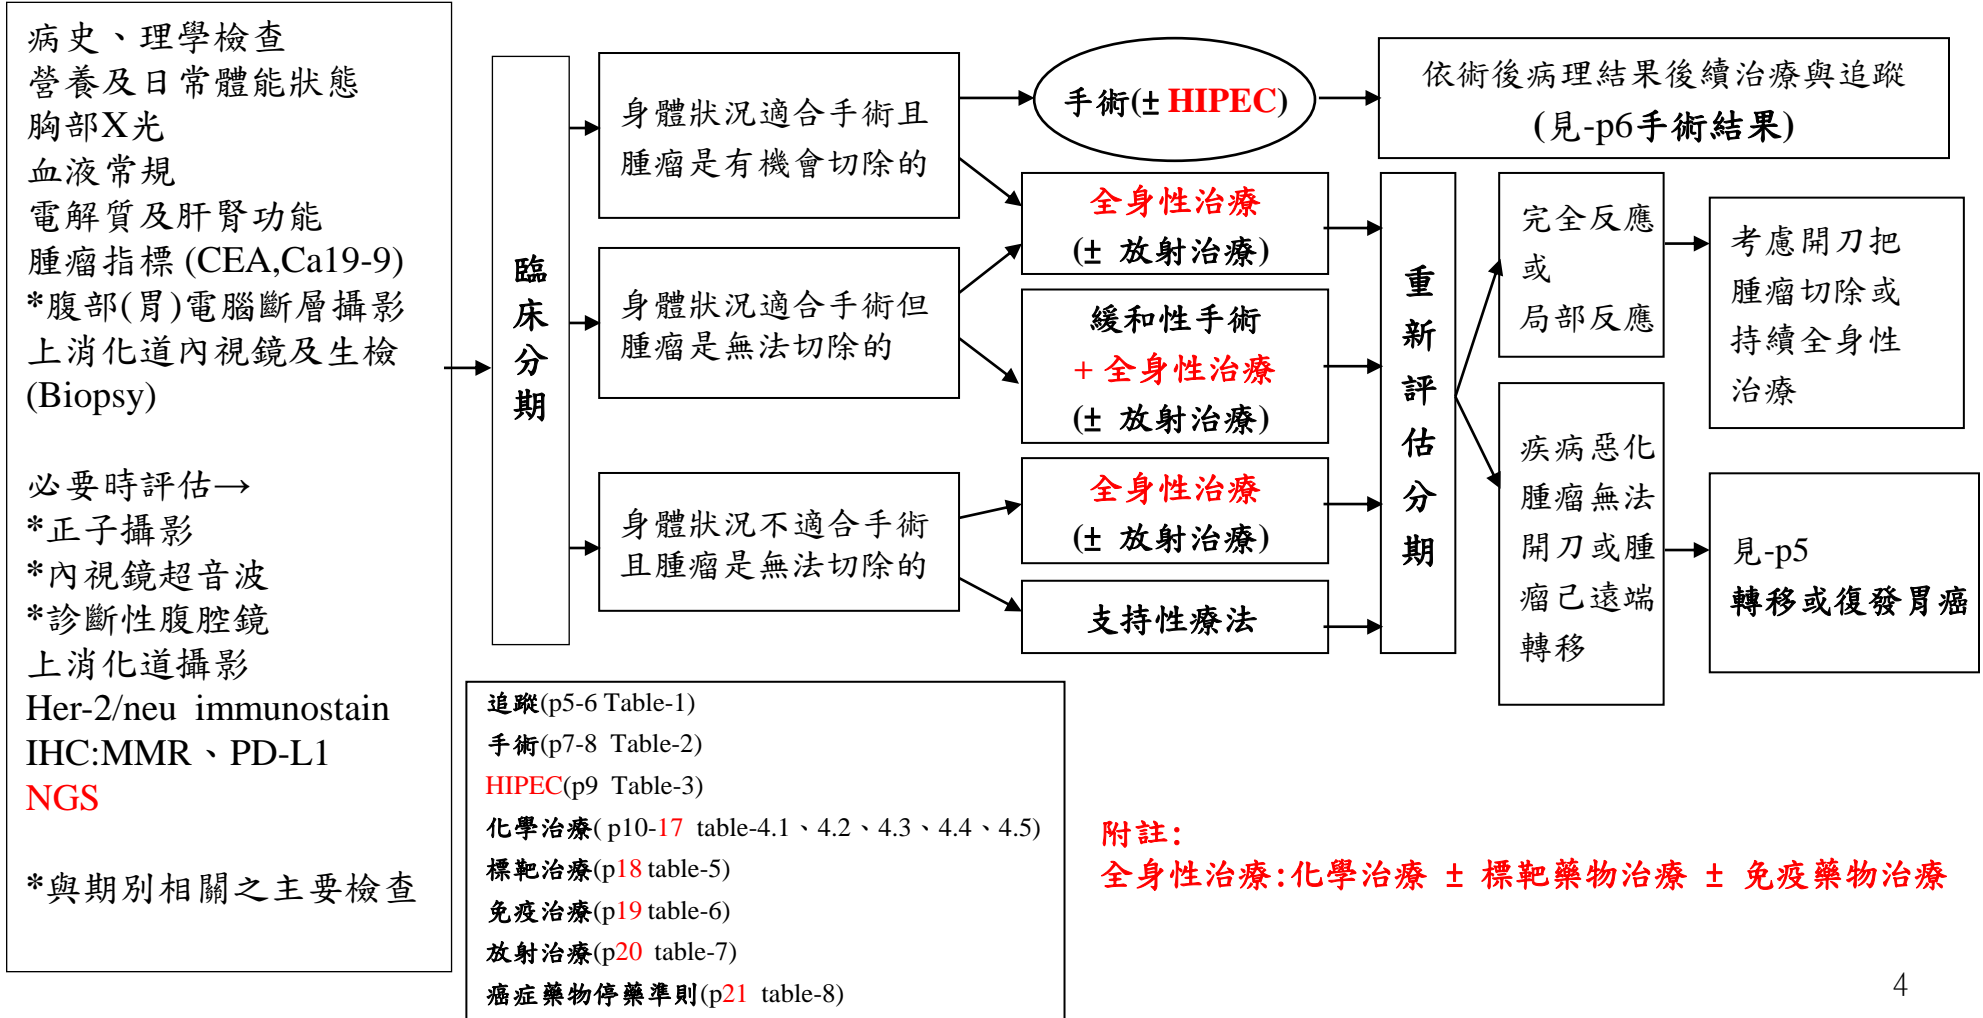 病史、理學檢查
營養及日常體能狀態
胸部X光
血液常規
電解質及肝腎功能
腫瘤指標 (CEA,Ca19-9)
*腹部(胃)電腦斷層攝影
上消化道內視鏡及生檢
(Biopsy)
必要時評估→
*正子攝影
*內視鏡超音波
*診斷性腹腔鏡
上消化道攝影
Her-2/neu immunostain
IHC:MMR、PD-L1
NGS
*與期別相關之主要檢查
臨床分期
身體狀況適合手術且
腫瘤是有機會切除的
身體狀況適合手術但
腫瘤是無法切除的
身體狀況不適合手術
且腫瘤是無法切除的
手術(± HIPEC)
依術後病理結果後續治療與追蹤
(見-p6手術結果)
全身性治療
(± 放射治療)
緩和性手術
+ 全身性治療
(± 放射治療)
全身性治療
(± 放射治療)
支持性療法
重新評估分期
完全反應
或
局部反應
考慮開刀把
腫瘤切除或
持續全身性
治療
疾病惡化
腫瘤無法
開刀或腫
瘤己遠端
轉移
見-p5
轉移或復發胃癌
追蹤(p5-6 Table-1)
手術(p7-8 Table-2)
HIPEC(p9 Table-3)
化學治療( p10-17 table-4.1、4.2、4.3、4.4、4.5)
標靶治療(p18 table-5)
免疫治療(p19 table-6)
放射治療(p20 table-7)
癌症藥物停藥準則(p21 table-8)
附註:
全身性治療:化學治療 ± 標靶藥物治療 ± 免疫藥物治療
4